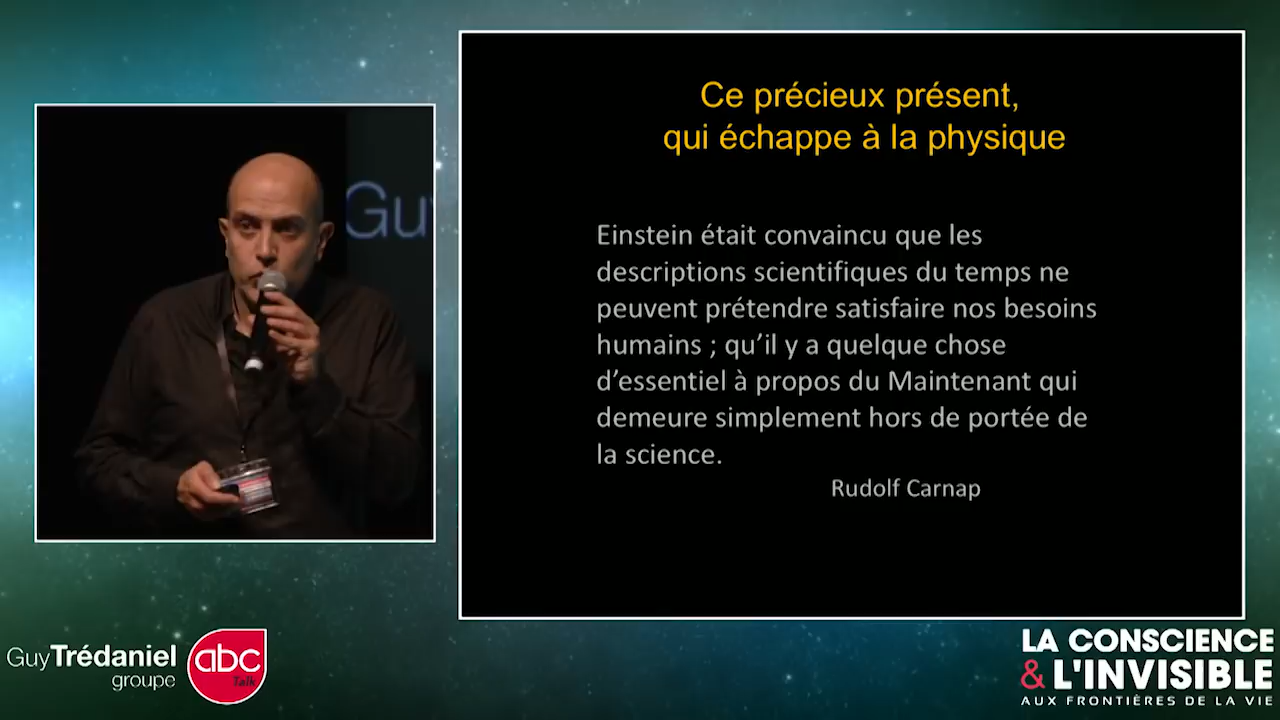 Ce précieux présent,
qui échappe à la physique
Einstein était convaincu que les
descriptions scientifiques du temps ne
peuvent prétendre satisfaire nos besoins
humains ; qu’il y a quelque chose
d’essentiel à propos du Maintenant qui
demeure simplement hors de portée de
la science.
Rudolf Carnap
Guy
GuyTrédaniel
groupe
abc
Talk
LA CONSCIENCE
& L'INVISIBLE
AUX FRONTIÈRES DE LA VIE